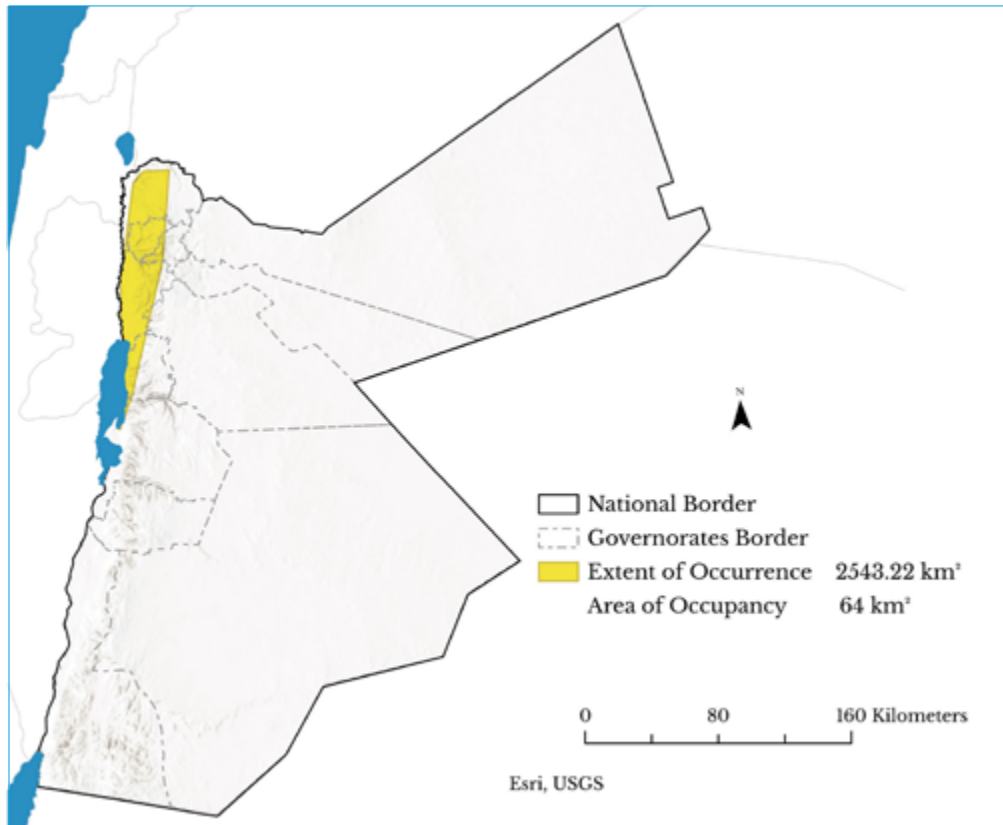 N
National Border
Governorates Border
Extent of Occurrence 2543.22 km²
Area of Occupancy 64 km²
0 80 160 Kilometers
Esri, USGS